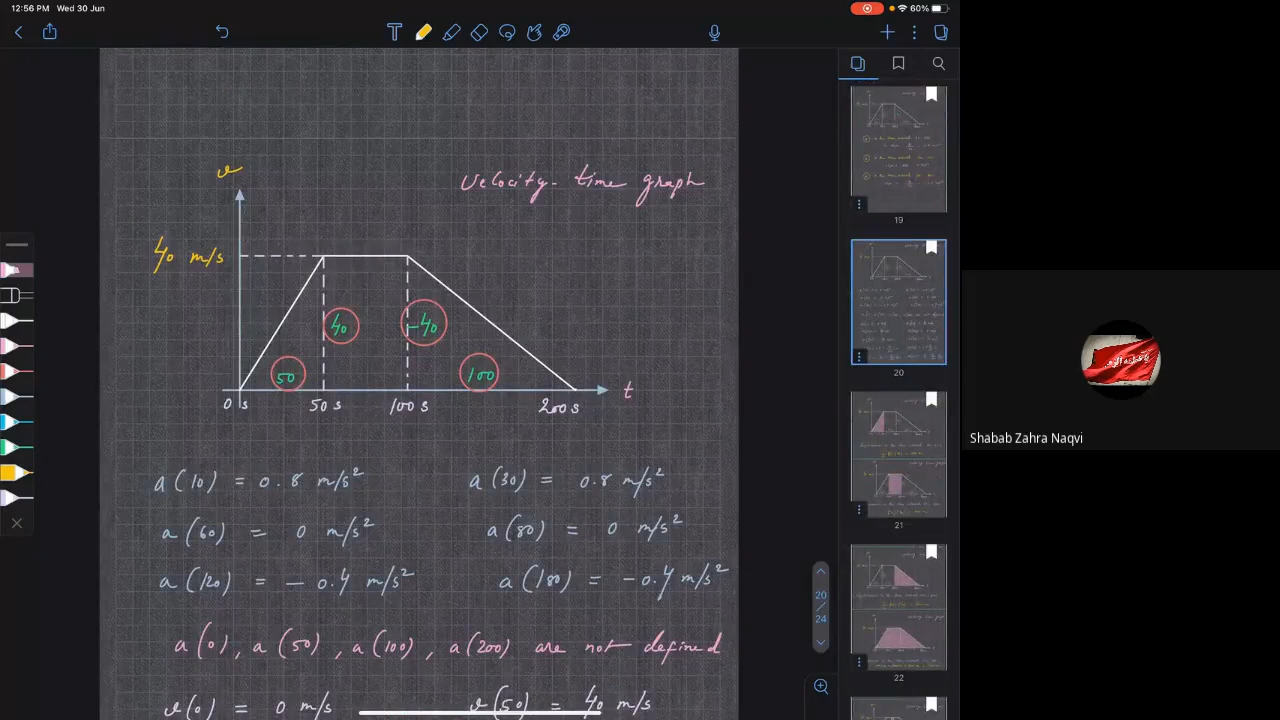 12:56 PM Wed 30 Jun
60%
v
Velocity - time graph
40 m/s
40
-40
50
100
0 s 50 s 100 s 200 s
t
a(10) = 0.8 m/s² a(30) = 0.8 m/s²
a(60) = 0 m/s² a(80) = 0 m/s²
a(120) = - 0.4 m/s² a(180) = - 0.4 m/s²
a(0), a(50), a(100), a(200) are not defined
v(0) = 0 m/s v(50) = 40 m/s
19
20
21
22
20
/
24
Shabab Zahra Naqvi